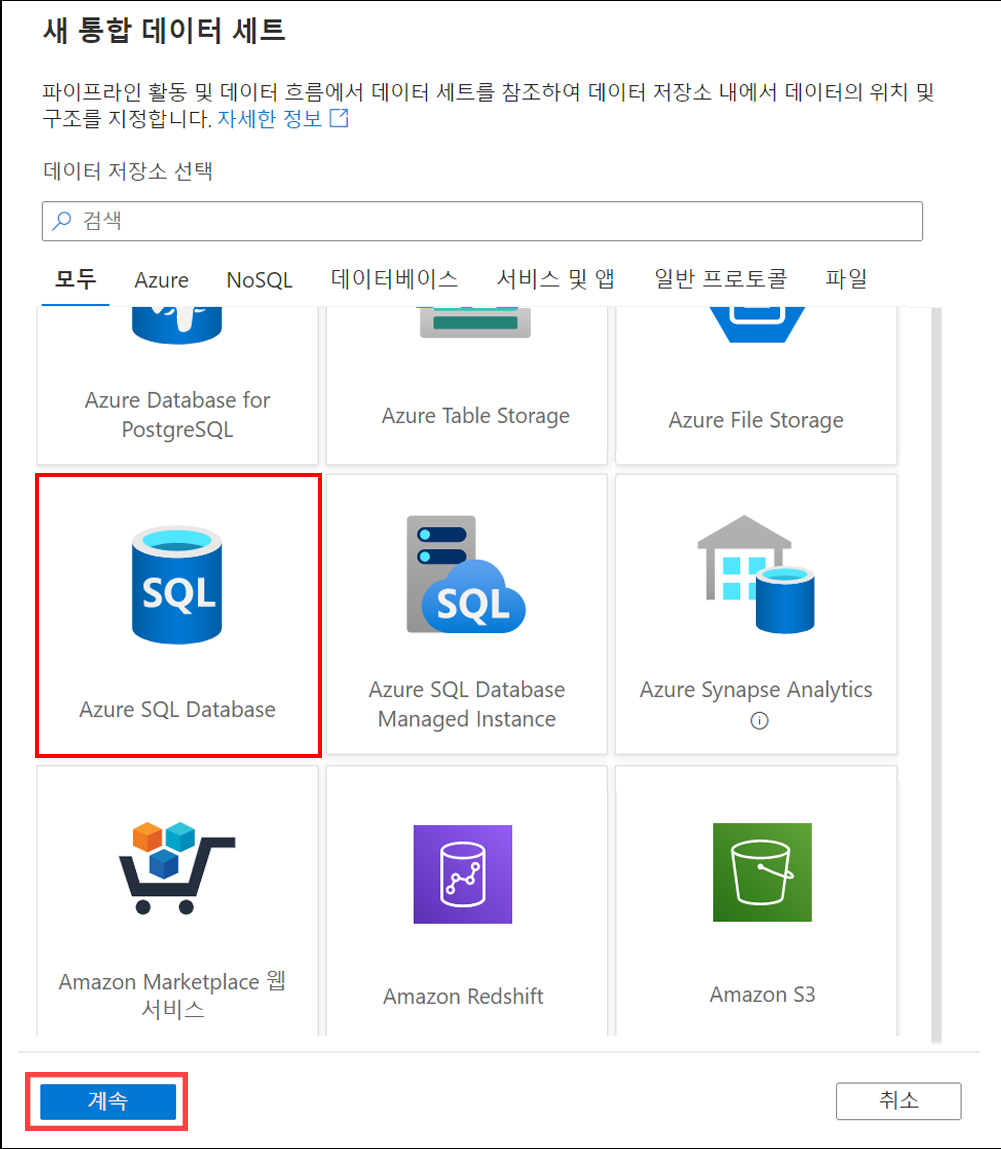 새 통합 데이터 세트
파이프라인 활동 및 데이터 흐름에서 데이터 세트를 참조하여 데이터 저장소 내에서 데이터의 위치 및
구조를 지정합니다. 자세한 정보
데이터 저장소 선택
검색
모두 Azure NoSQL 데이터베이스 서비스 및 앱 일반 프로토콜 파일
Azure Database for
PostgreSQL
Azure Table Storage
Azure File Storage
SQL
Azure SQL Database
SQL
Azure SQL Database
Managed Instance
Azure Synapse Analytics
Amazon Marketplace 웹
서비스
Amazon Redshift
Amazon S3
계속
취소